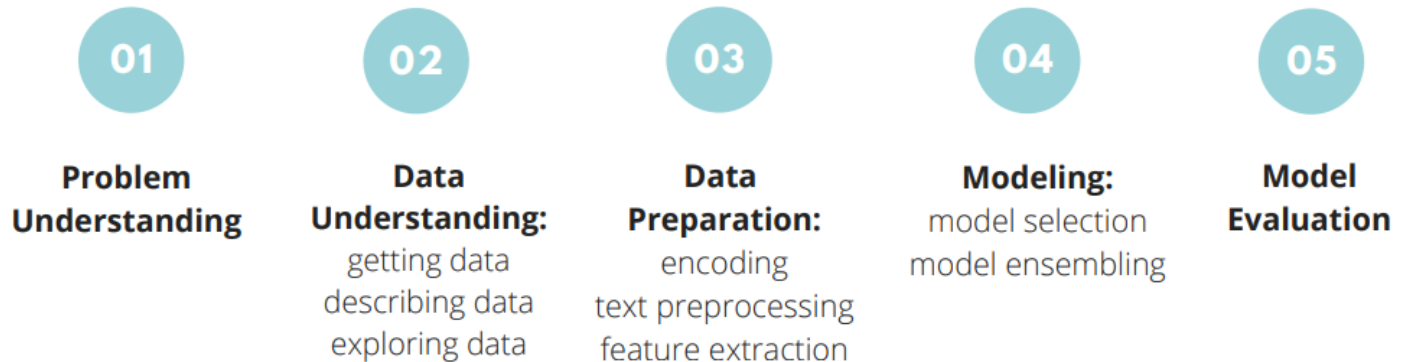 01
Problem
Understanding
02
Data
Understanding:
getting data
describing data
exploring data
03
Data
Preparation:
encoding
text preprocessing
feature extraction
04
Modeling:
model selection
model ensembling
05
Model
Evaluation